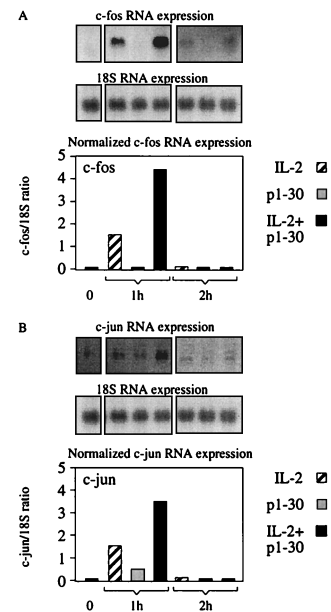 A
c-fos RNA expression
18S RNA expression
Normalized c-fos RNA expression
c-fos/18S ratio
5
4
3
2
1
0
c-fos
IL-2
p1-30
IL-2+
p1-30
0
1h
2h
B
c-jun RNA expression
18S RNA expression
Normalized c-jun RNA expression
c-jun/18S ratio
5
4
3
2
1
0
c-jun
IL-2
p1-30
IL-2+
p1-30
0
1h
2h